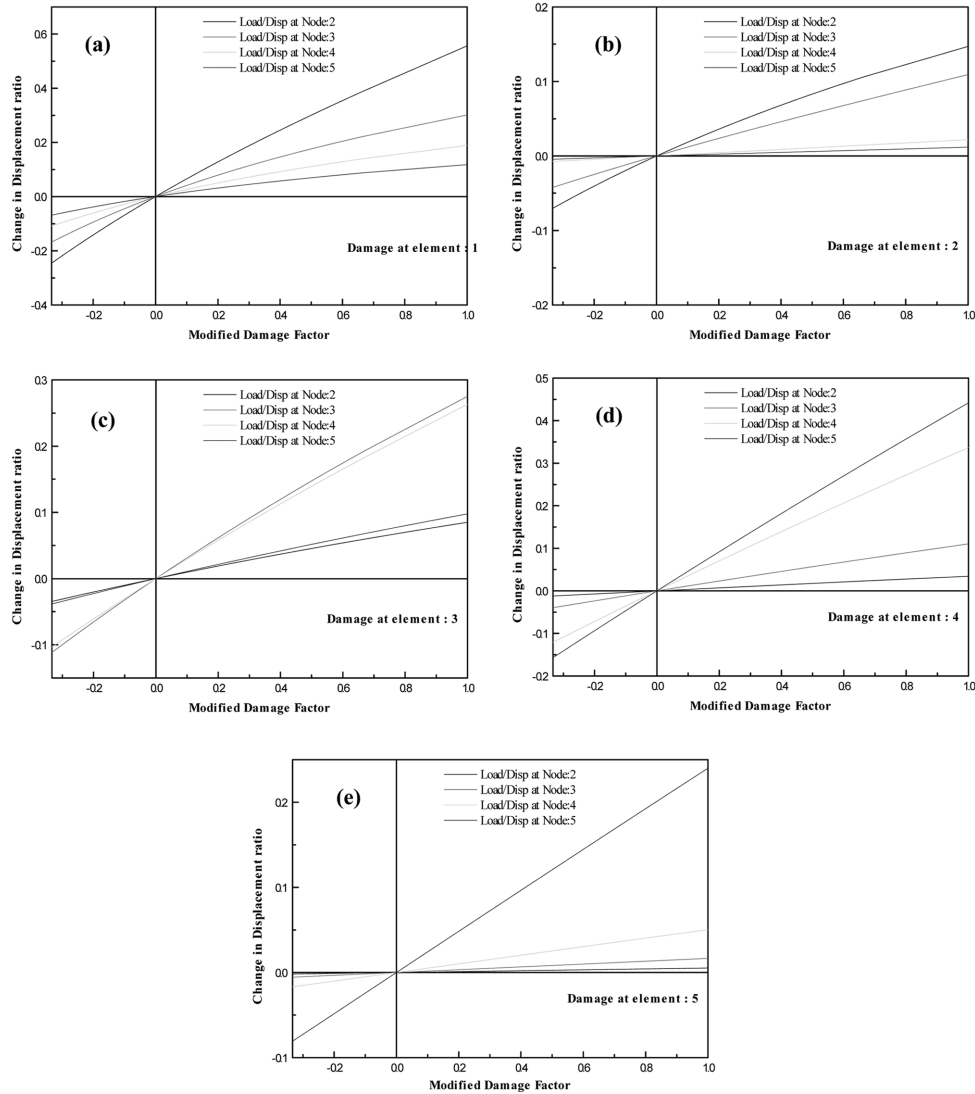 (a)
Load/Disp at Node:2
Load/Disp at Node:3
Load/Disp at Node:4
Load/Disp at Node:5
0.6
0.4
0.2
0.0
-0.2
-0.4
Change in Displacement ratio
Damage at element : 1
-0.2 0.0 0.2 0.4 0.6 0.8 1.0
Modified Damage Factor
(b)
Load/Disp at Node:2
Load/Disp at Node:3
Load/Disp at Node:4
Load/Disp at Node:5
0.2
0.1
0.0
-0.1
-0.2
Change in Displacement ratio
Damage at element : 2
-0.2 0.0 0.2 0.4 0.6 0.8 1.0
Modified Damage Factor
(c)
Load/Disp at Node:2
Load/Disp at Node:3
Load/Disp at Node:4
Load/Disp at Node:5
0.3
0.2
0.1
0.0
-0.1
Change in Displacement ratio
Damage at element : 3
-0.2 0.0 0.2 0.4 0.6 0.8 1.0
Modified Damage Factor
(d)
Load/Disp at Node:2
Load/Disp at Node:3
Load/Disp at Node:4
Load/Disp at Node:5
0.5
0.4
0.3
0.2
0.1
0.0
-0.1
-0.2
Change in Displacement ratio
Damage at element : 4
-0.2 0.0 0.2 0.4 0.6 0.8 1.0
Modified Damage Factor
(e)
Load/Disp at Node:2
Load/Disp at Node:3
Load/Disp at Node:4
Load/Disp at Node:5
0.2
0.1
0.0
-0.1
Change in Displacement ratio
Damage at element : 5
-0.2 0.0 0.2 0.4 0.6 0.8 1.0
Modified Damage Factor